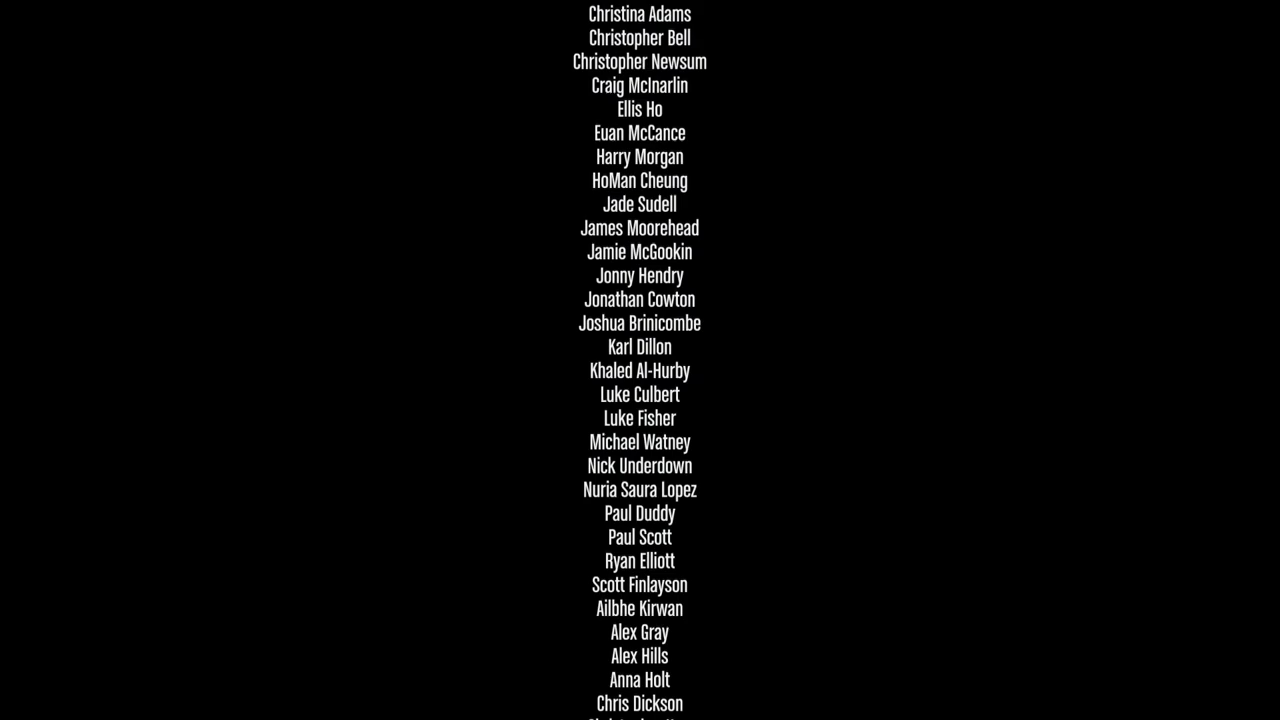 Christina Adams
Christopher Bell
Christopher Newsum
Craig McInarlin
Ellis Ho
Euan McCance
Harry Morgan
HoMan Cheung
Jade Sudell
James Moorehead
Jamie McGookin
Jonny Hendry
Jonathan Cowton
Joshua Brinicombe
Karl Dillon
Khaled Al-Hurby
Luke Culbert
Luke Fisher
Michael Watney
Nick Underdown
Nuria Saura Lopez
Paul Duddy
Paul Scott
Ryan Elliott
Scott Finlayson
Ailbhe Kirwan
Alex Gray
Alex Hills
Anna Holt
Chris Dickson